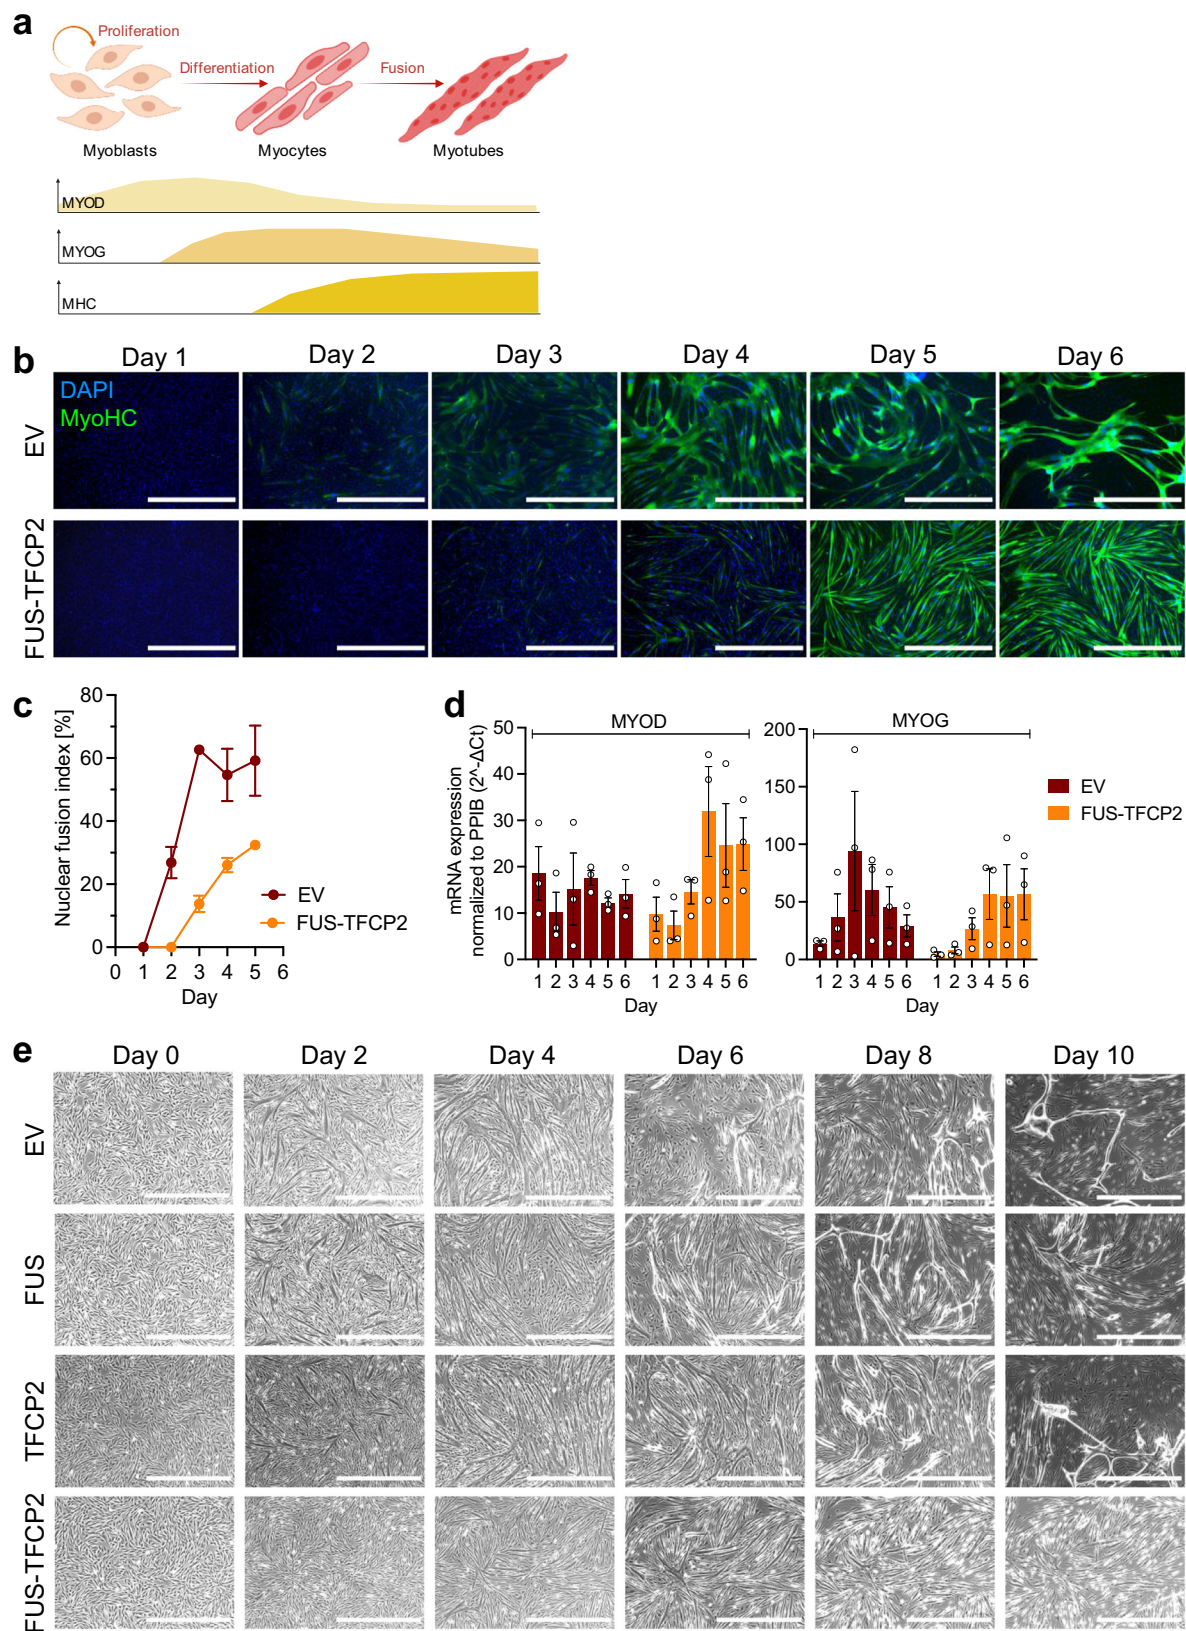 a
Proliferation
Differentiation
Fusion
Myoblasts
Myocytes
Myotubes
MYOD
MYOG
MHC
b
Day 1
Day 2
Day 3
Day 4
Day 5
Day 6
EV
DAPI
MyoHC
FUS-TFCP2
c
Nuclear fusion index [%]
80
60
40
20
0
0 1 2 3 4 5 6
Day
EV
FUS-TFCP2
d
mRNA expression
normalized to PPIB (2^-ΔCt)
MYOD
50
40
30
20
10
0
1 2 3 4 5 6 1 2 3 4 5 6
Day
MYOG
200
150
100
50
0
1 2 3 4 5 6 1 2 3 4 5 6
Day
EV
FUS-TFCP2
e
Day 0
Day 2
Day 4
Day 6
Day 8
Day 10
EV
FUS
TFCP2
FUS-TFCP2